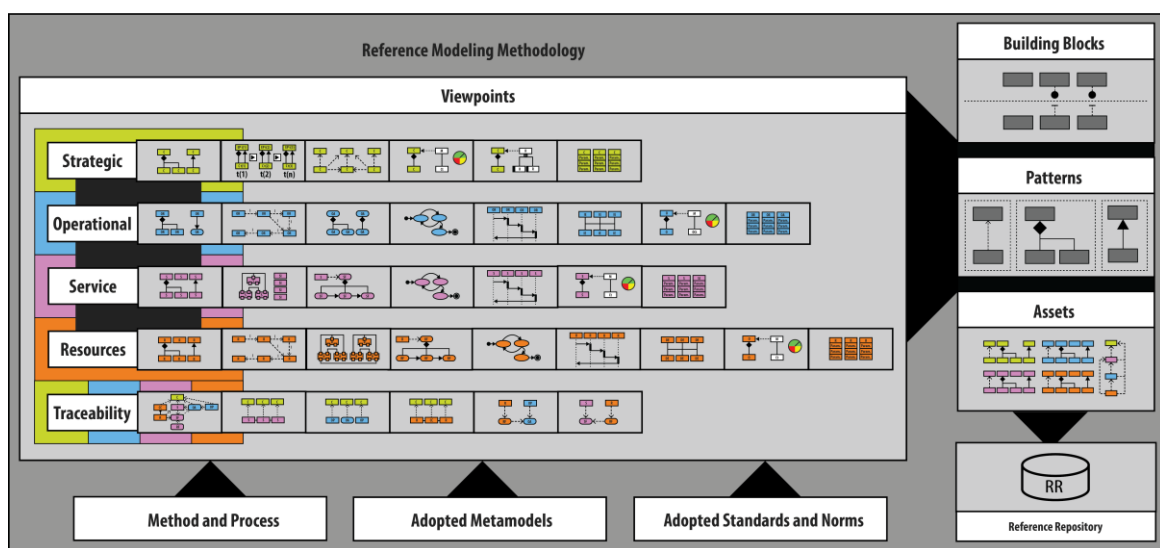 Reference Modeling Methodology
Viewpoints
Strategic
t(1) t(2) t(n)
Operational
Service
Resources
Traceability
Method and Process
Adopted Metamodels
Adopted Standards and Norms
Building Blocks
Patterns
Assets
RR
Reference Repository